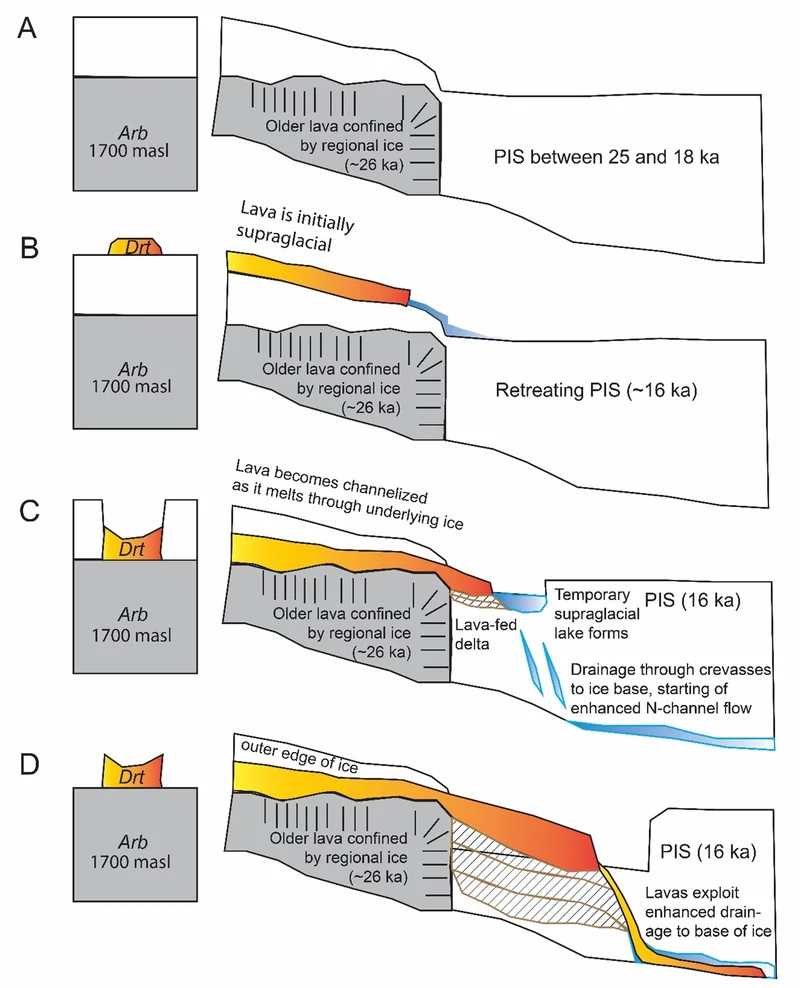 A
Arb
1700 masl
Older lava confined
by regional ice
(~26 ka)
PIS between 25 and 18 ka
B
Drt
Lava is initially
supraglacial
Arb
1700 masl
Older lava confined
by regional ice
(~26 ka)
Retreating PIS (~16 ka)
C
Lava becomes channelized
as it melts through underlying ice
Drt
Arb
1700 masl
Older lava confined
by regional ice
(~26 ka)
Lava-fed
delta
Temporary
supraglacial
lake forms
PIS (16 ka)
Drainage through crevasses
to ice base, starting of
enhanced N-channel flow
D
outer edge of ice
Drt
Arb
1700 masl
Older lava confined
by regional ice
(~26 ka)
PIS (16 ka)
Lavas exploit
enhanced drain-
age to base of ice